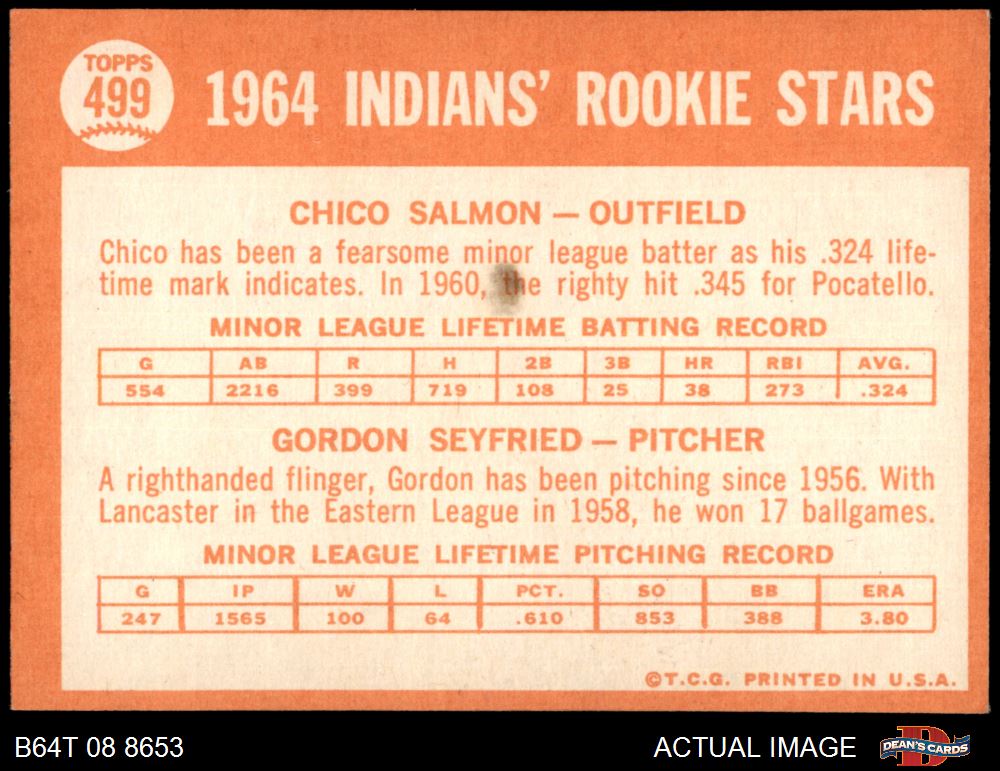 TOPPS
499
1964 INDIANS' ROOKIE STARS
CHICO SALMON — OUTFIELD
Chico has been a fearsome minor league batter as his .324 life-
time mark indicates. In 1960, the righty hit .345 for Pocatello.
MINOR LEAGUE LIFETIME BATTING RECORD
G AB R H 2B 3B HR RBI AVG.
554 2216 399 719 108 25 38 273 .324
GORDON SEYFRIED — PITCHER
A righthanded flinger, Gordon has been pitching since 1956. With
Lancaster in the Eastern League in 1958, he won 17 ballgames.
MINOR LEAGUE LIFETIME PITCHING RECORD
G IP W L PCT. SO BB ERA
247 1565 100 64 .610 853 388 3.80
©T.C.G. PRINTED IN U.S.A.
B64T 08 8653
ACTUAL IMAGE
D
DEAN'S CARDS